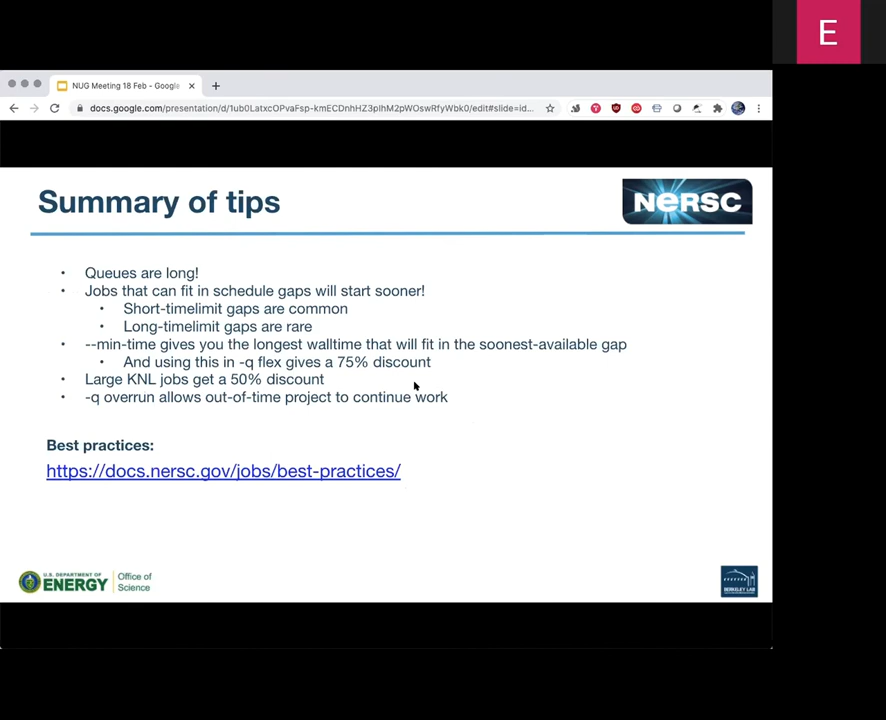 E
NUG Meeting 18 Feb - Google
docs.google.com/presentation/d/1ub0LatxcOPvaFsp-kmECDnhHZ3plhM2pWOswRfyWbk0/edit#slide=id...
Summary of tips
NERSC
• Queues are long!
• Jobs that can fit in schedule gaps will start sooner!
• Short-timelimit gaps are common
• Long-timelimit gaps are rare
• --min-time gives you the longest walltime that will fit in the soonest-available gap
• And using this in -q flex gives a 75% discount
• Large KNL jobs get a 50% discount
• -q overrun allows out-of-time project to continue work
Best practices:
https://docs.nersc.gov/jobs/best-practices/
U.S. DEPARTMENT OF
ENERGY
Office of
Science
BERKELEY LAB